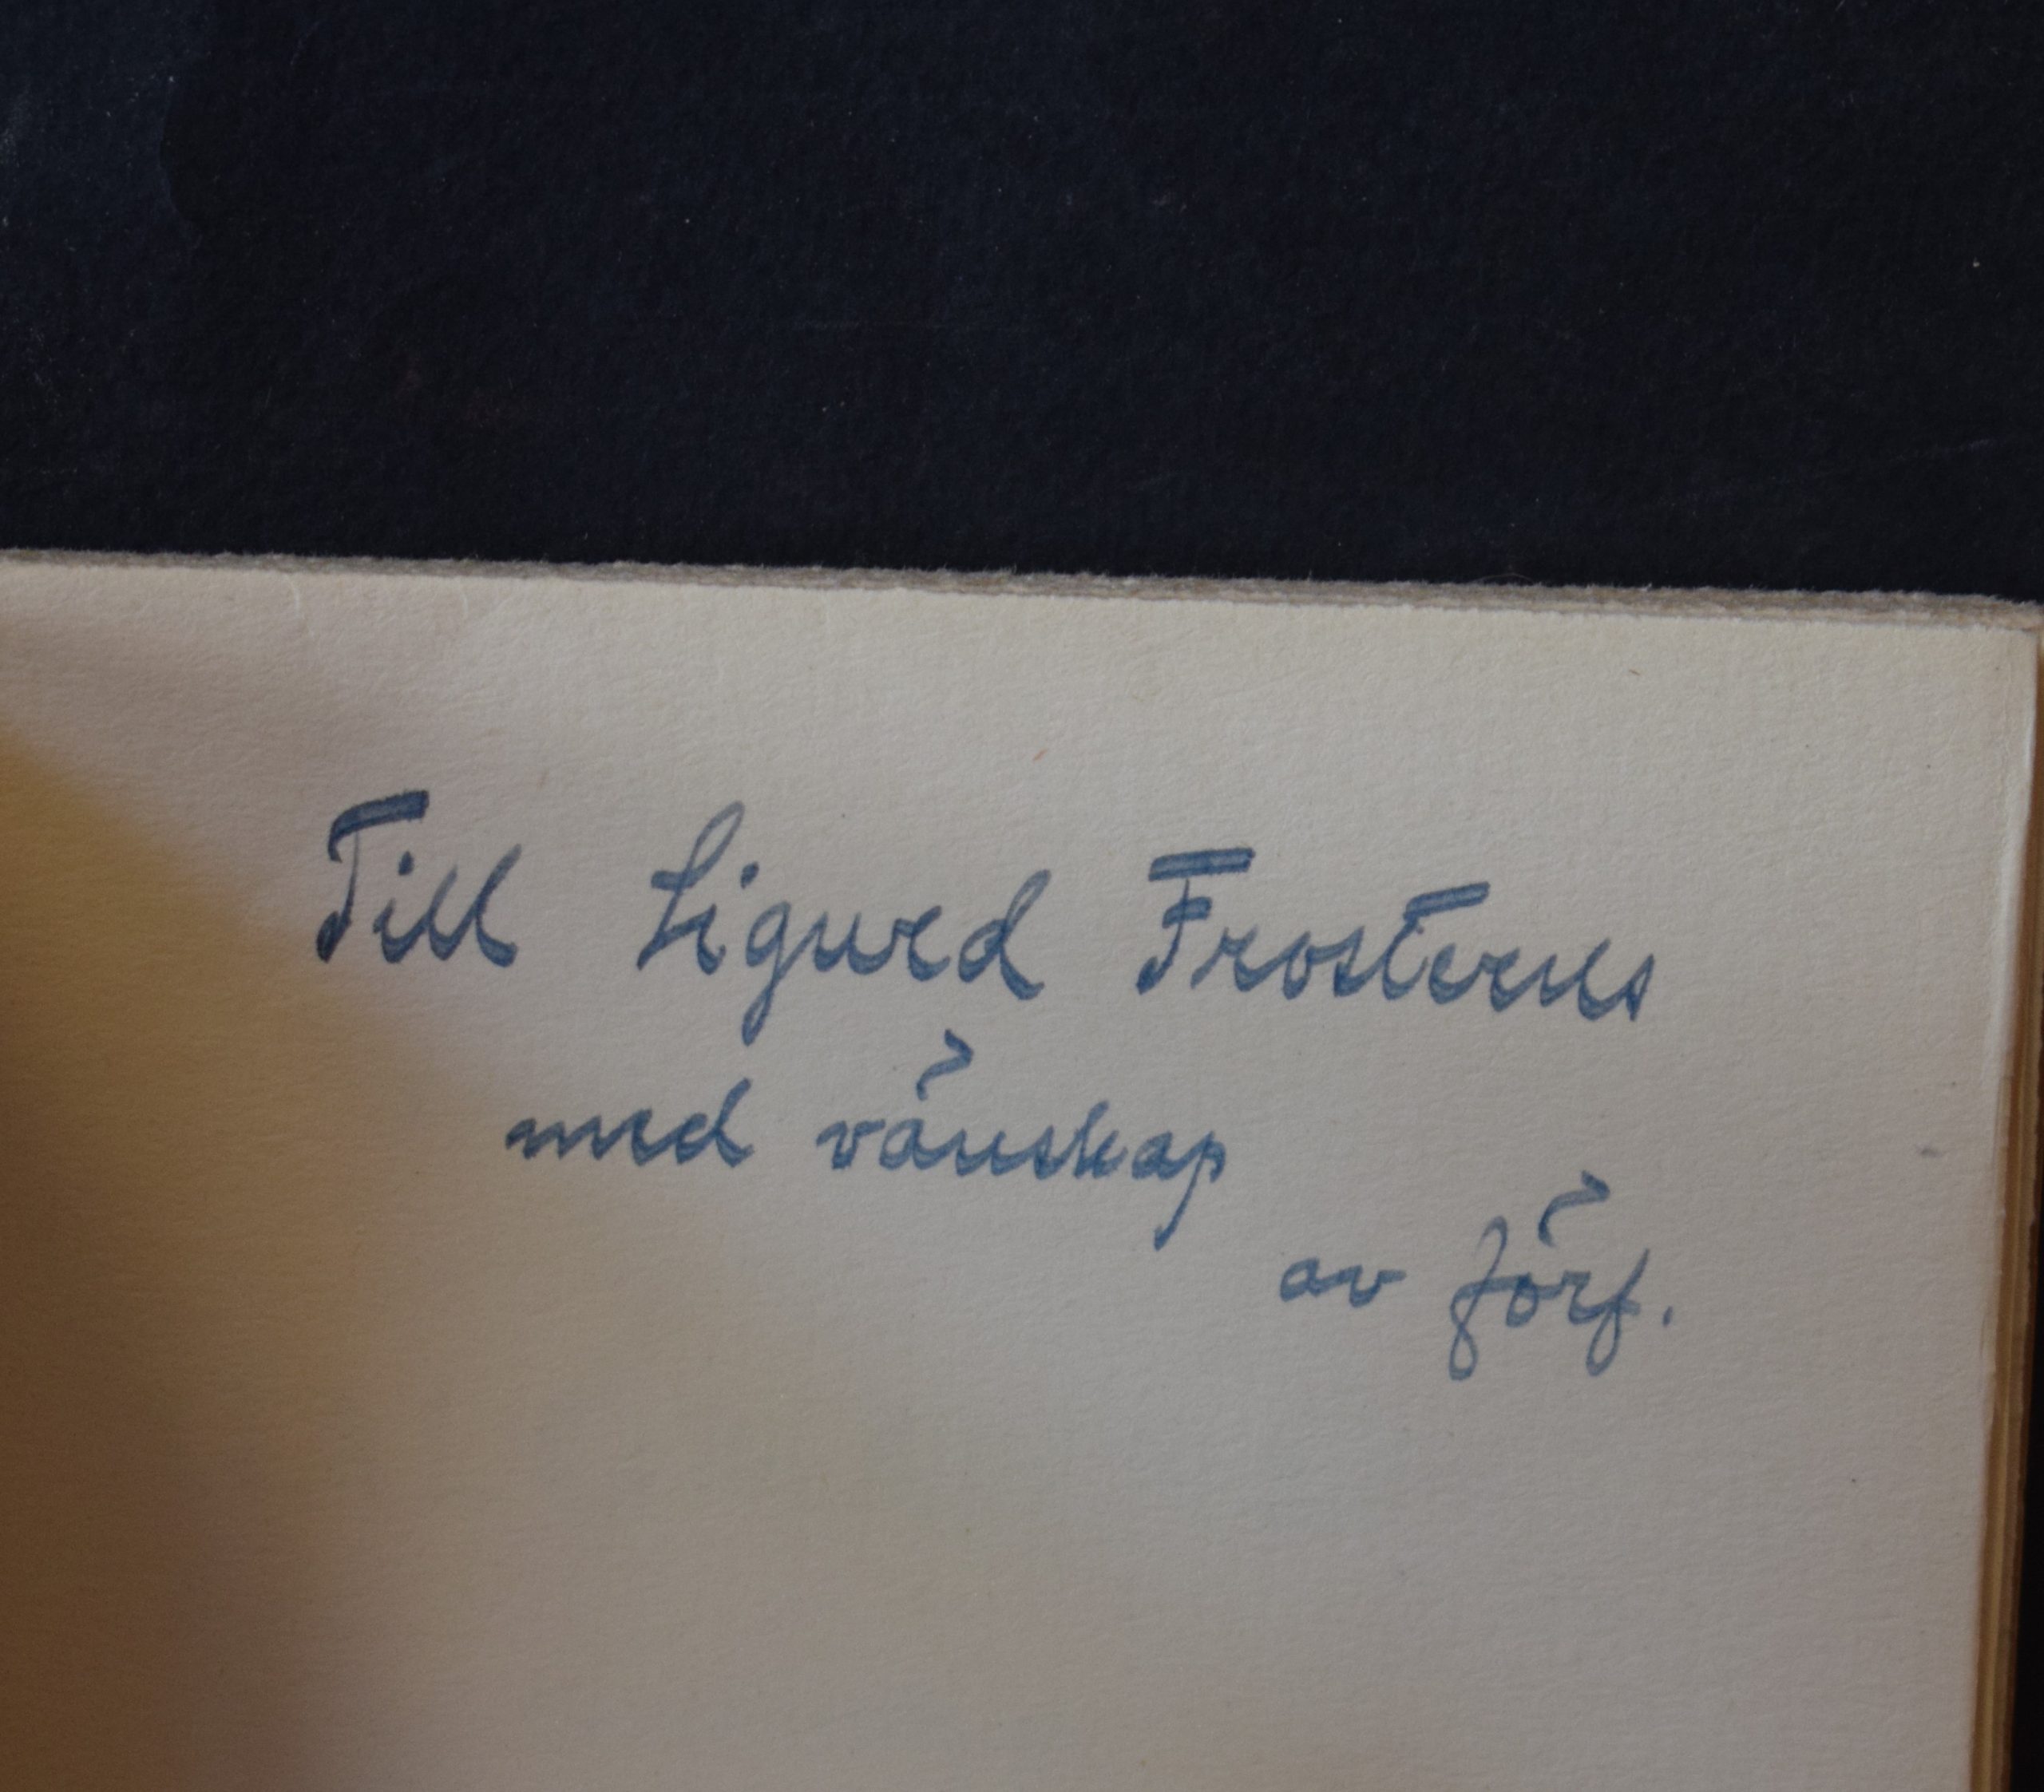 Till Sigurd Frosterus
med vänskap
av förf.